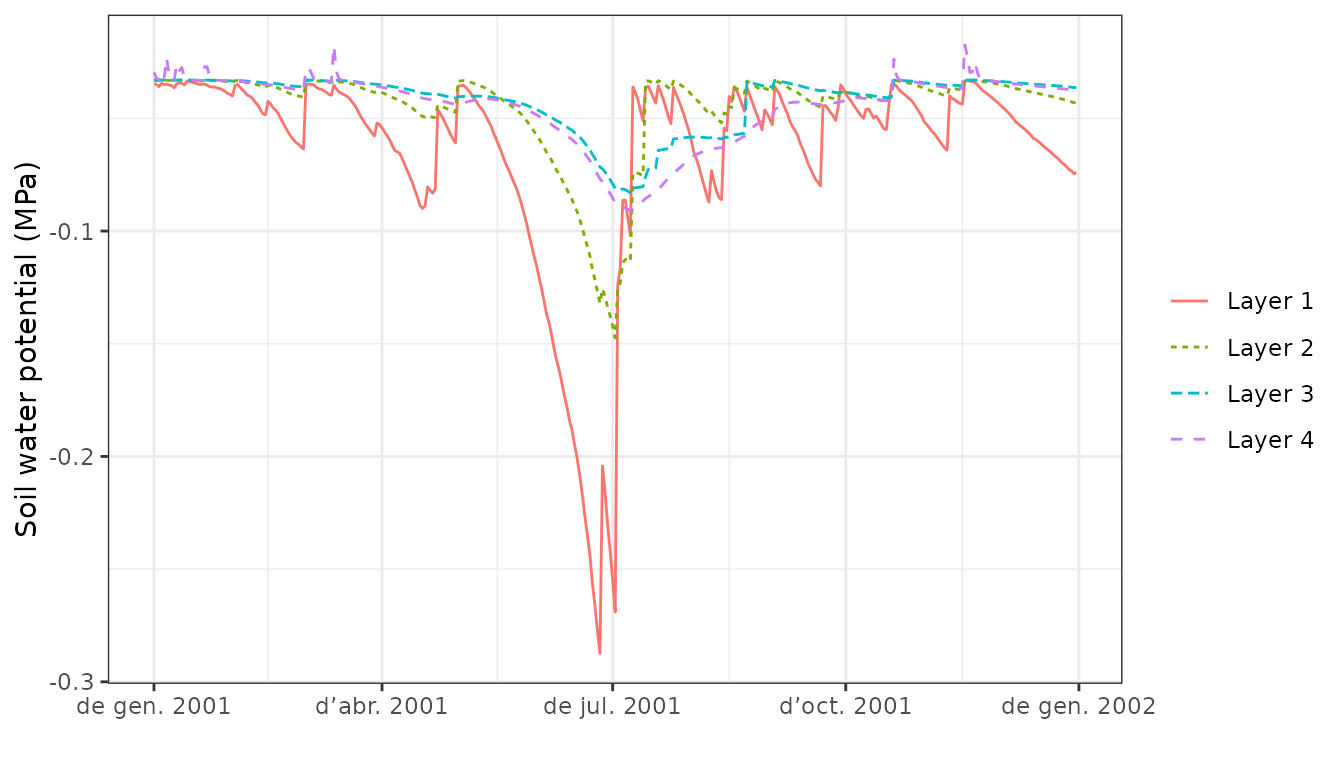 Soil water potential (MPa)
-0.1
-0.2
-0.3
de gen. 2001
d’abr. 2001
de jul. 2001
d’oct. 2001
de gen. 2002
Layer 1
Layer 2
Layer 3
Layer 4